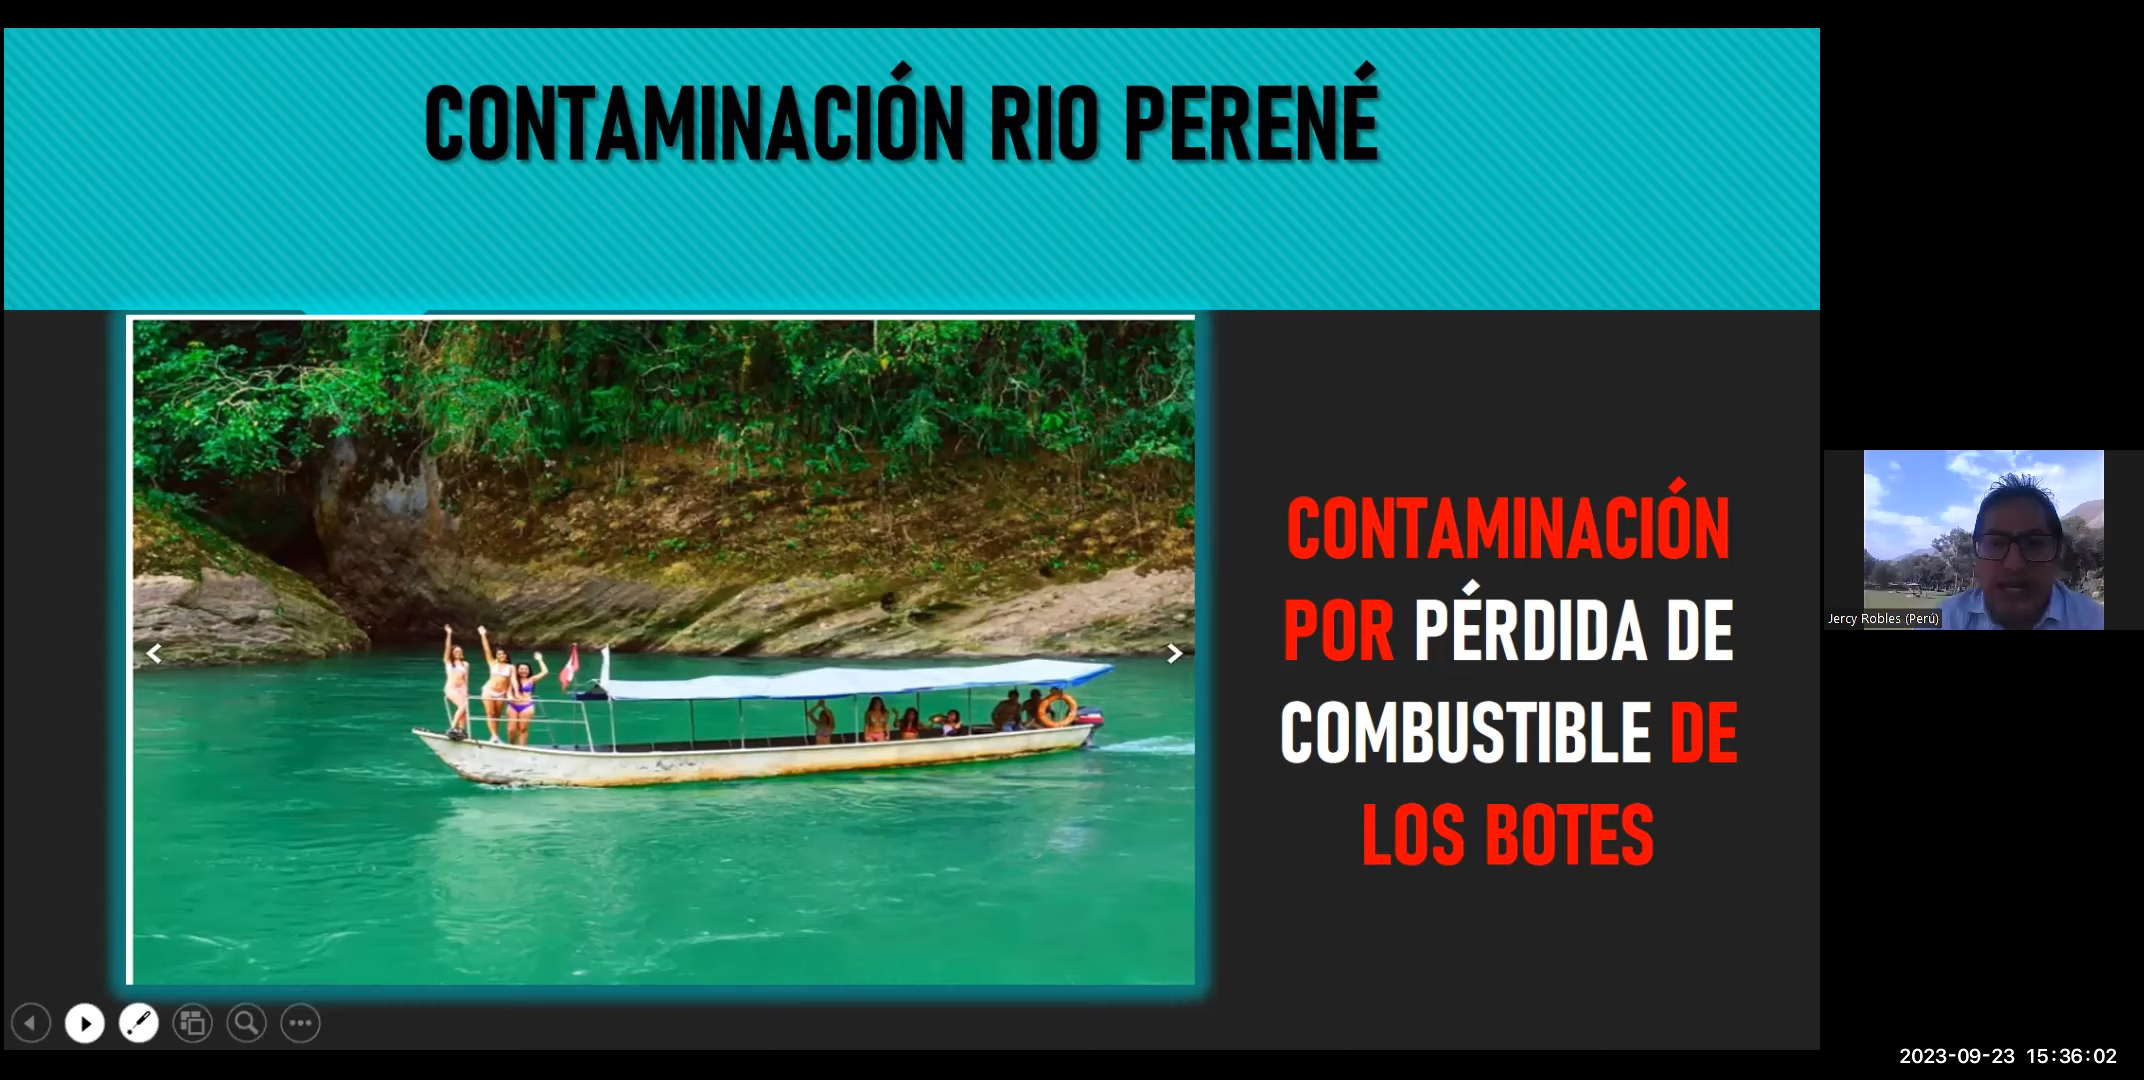 CONTAMINACIÓN RIO PERENÉ
CONTAMINACIÓN
POR PÉRDIDA DE
COMBUSTIBLE DE
LOS BOTES
Jercy Robles (Perú)
2023-09-23 15:36:02